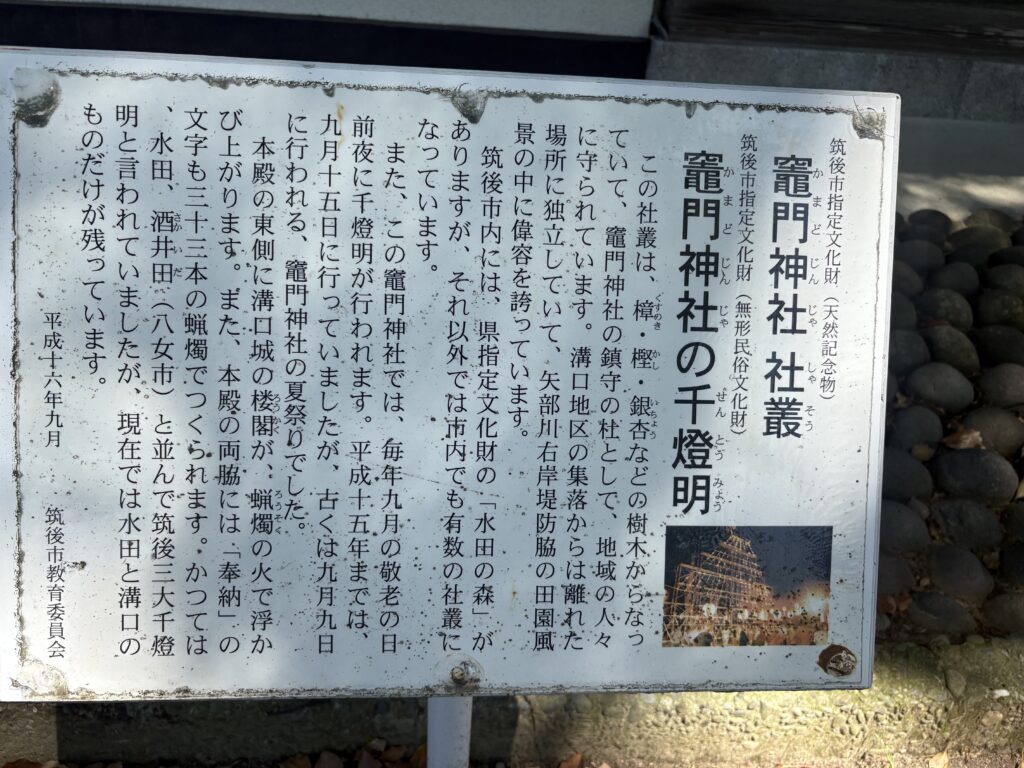 筑後市指定文化財（天然記念物）
竈門神社 社叢
筑後市指定文化財（無形民俗文化財）
竈門神社の千燈明
この社叢は、樟・樫・銀杏などの樹木からなっ
ていて、竈門神社の鎮守の杜として、地域の人々
に守られています。溝口地区の集落からは離れた
場所に独立していて、矢部川右岸堤防脇の田園風
景の中に偉容を誇っています。
筑後市内には、県指定文化財の「水田の森」が
ありますが、それ以外では市内でも有数の社叢に
なっています。
また、この竈門神社では、毎年九月の敬老の日
前夜に千燈明が行われます。平成十五年までは、
九月十五日に行っていましたが、古くは九月九日
に行われる、竈門神社の夏祭りでした。
本殿の東側に溝口城の楼閣が、蝋燭の火で浮か
び上がります。また、本殿の両脇には「奉納」の
文字も三十三本の蝋燭でつくられます。かつては
、水田、酒井田（八女市）と並んで筑後三大千燈
明と言われていましたが、現在では水田と溝口の
ものだけが残っています。
平成十六年九月 筑後市教育委員会